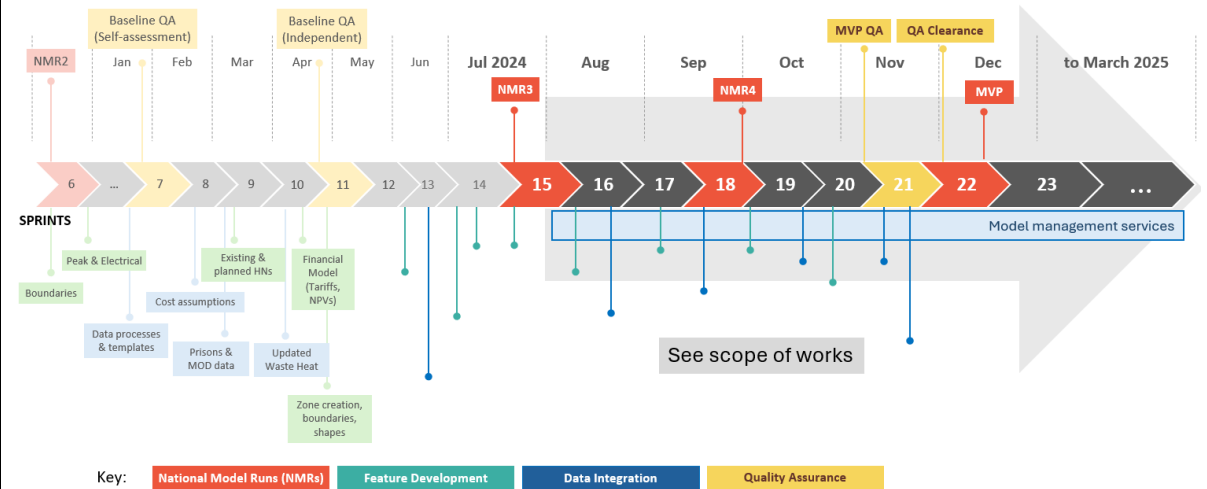 Baseline QA
(Self-assessment)
Baseline QA
(Independent)
MVP QA
QA Clearance
NMR2
Jan
Feb
Mar
Apr
May
Jun
Jul 2024
Aug
Sep
Oct
Nov
Dec
to March 2025
NMR3
NMR4
MVP
6
...
7
8
9
10
11
12
13
14
15
16
17
18
19
20
21
22
23
...
SPRINTS
Model management services
Peak & Electrical
Boundaries
Existing &
planned HNs
Financial
Model
(Tariffs,
NPVs)
Cost assumptions
Data processes
& templates
Prisons &
MOD data
Updated
Waste Heat
Zone creation,
boundaries,
shapes
See scope of works
Key:
National Model Runs (NMRs)
Feature Development
Data Integration
Quality Assurance